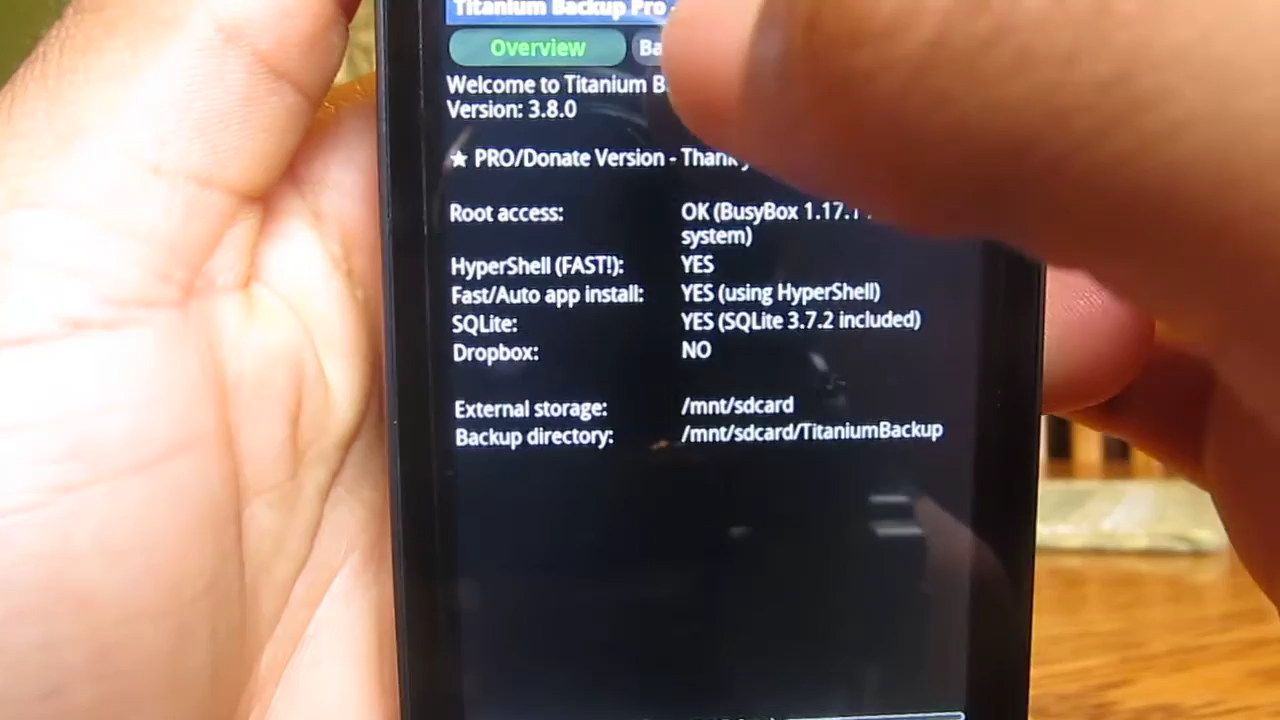 Titanium Backup Pro
Overview
Welcome to Titanium
Version: 3.8.0
★ PRO/Donate Version - Thank
Root access: OK (BusyBox 1.17.1
system)
HyperShell (FAST!): YES
Fast/Auto app install: YES (using HyperShell)
SQLite: YES (SQLite 3.7.2 included)
Dropbox: NO
External storage: /mnt/sdcard
Backup directory: /mnt/sdcard/TitaniumBackup